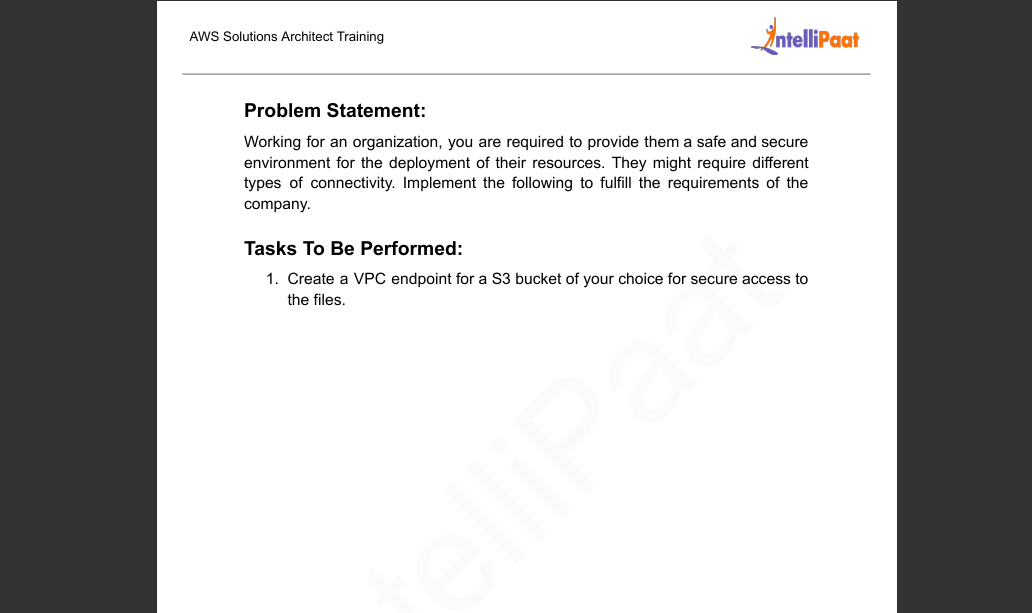 AWS Solutions Architect Training
IntelliPaat
Problem Statement:
Working for an organization, you are required to provide them a safe and secure
environment for the deployment of their resources. They might require different
types of connectivity. Implement the following to fulfill the requirements of the
company.
Tasks To Be Performed:
1. Create a VPC endpoint for a S3 bucket of your choice for secure access to
the files.
telliPaat